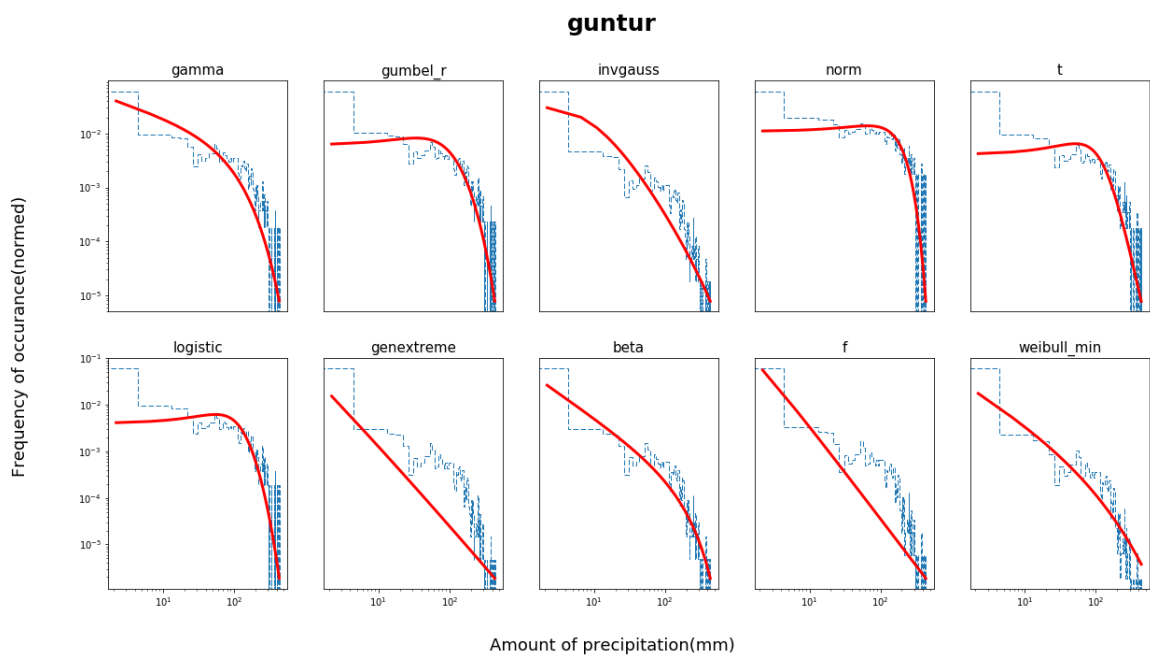 guntur
gamma gumbel_r invgauss norm t
10⁻²
10⁻³
10⁻⁴
10⁻⁵
logistic genextreme beta f weibull_min
10⁻¹
10⁻²
10⁻³
10⁻⁴
10⁻⁵
10¹ 10² 10¹ 10² 10¹ 10² 10¹ 10² 10¹ 10²
Frequency of occurance(normed)
Amount of precipitation(mm)